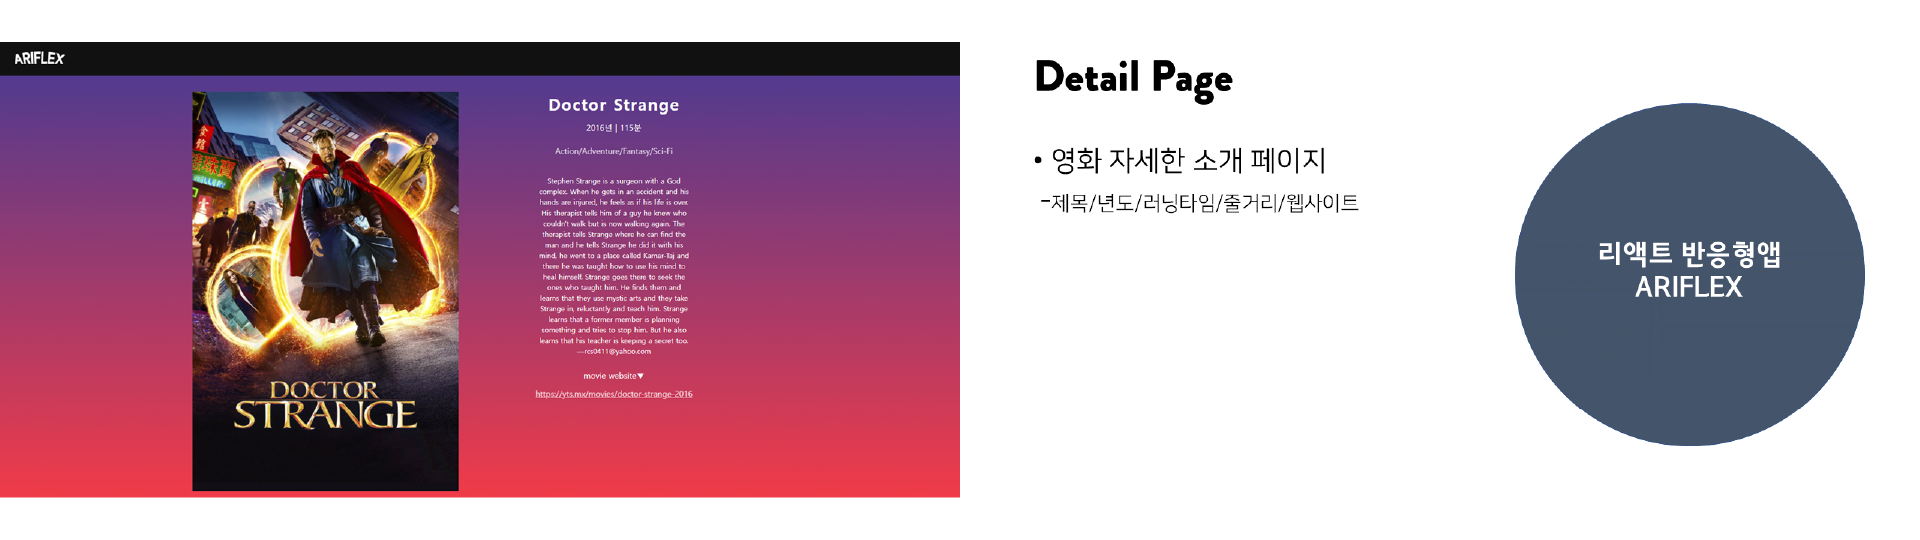 ARIFLEX
Doctor Strange
2016년 | 115분
Action/Adventure/Fantasy/Sci-Fi
Stephen Strange is a surgeon with a God
complex. When he gets in an accident and his
hands are injured, he feels as if his life is over.
His therapist tells him of a guy he knew who
couldn't walk but is now walking again. The
therapist tells Strange where he can find the
man and he tells Strange he did it with his
mind, he went to a place called Kamar-Taj and
there he was taught how to use his mind to
heal himself. Strange goes there to seek the
ones who taught him. He finds them and
learns that they use mystic arts and they take
Strange in, reluctantly and teach him. Strange
learns that a former member is planning
something and tries to stop him. But he also
learns that his teacher is keeping a secret too.
—rcs0411@yahoo.com
movie website▼
https://yts.mx/movies/doctor-strange-2016
DOCTOR
STRANGE
Detail Page
• 영화 자세한 소개 페이지
-제목/년도/러닝타임/줄거리/웹사이트
리액트 반응형앱
ARIFLEX